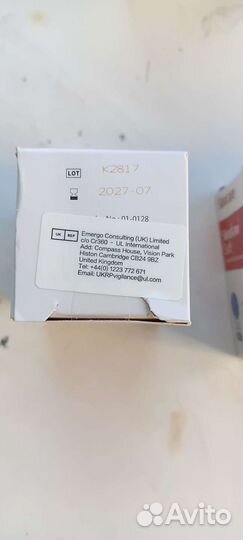 LOT K2817
2027-07
No: 01-0128
UK REP
Emergo Consulting (UK) Limited
c/o Cr360 - UL International
Add: Compass House, Vision Park
Histon Cambridge CB24 9BZ
United Kingdom
Tel: +44(0) 1223 772 671
Email: UKRPvigilance@ul.com
Avito